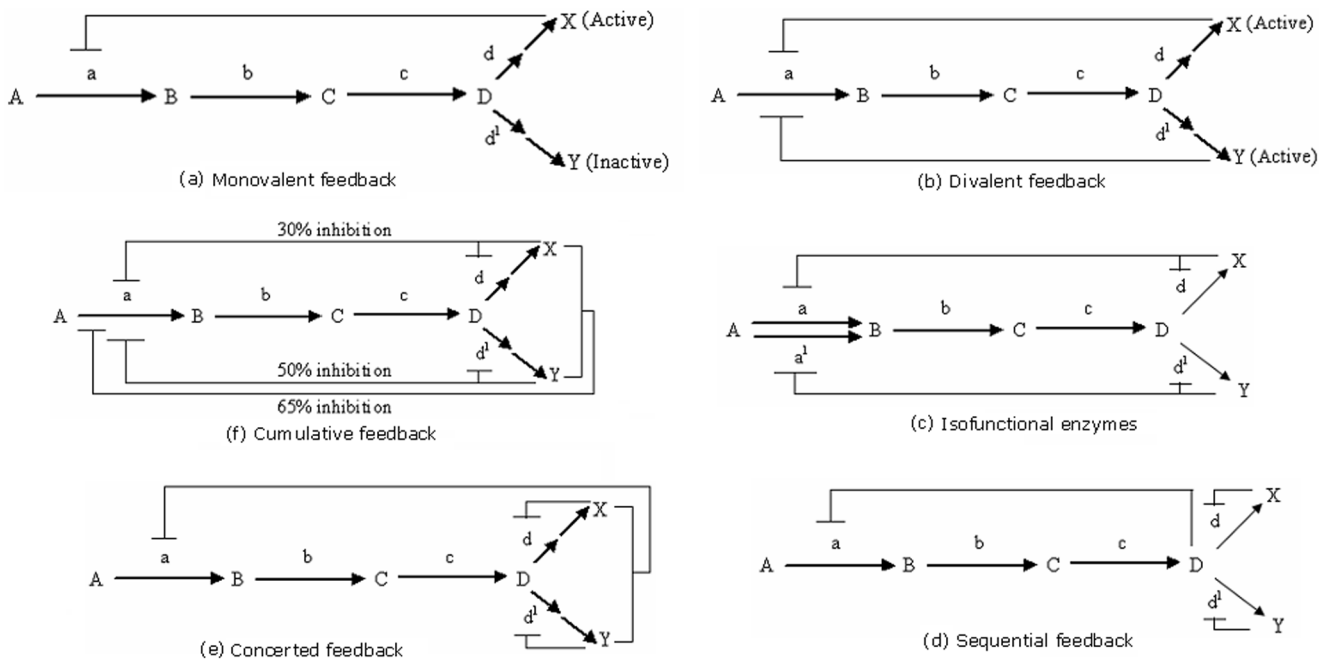 X (Active)
a
b
c
d
A
B
C
D
d¹
Y (Inactive)
(a) Monovalent feedback
X (Active)
a
b
c
d
A
B
C
D
d¹
Y (Active)
(b) Divalent feedback
30% inhibition
X
a
b
c
d
A
B
C
D
d¹
50% inhibition
Y
65% inhibition
(f) Cumulative feedback
X
a
b
c
d
A
B
C
D
a¹
d¹
Y
(c) Isofunctional enzymes
X
a
b
c
d
A
B
C
D
d¹
Y
(e) Concerted feedback
X
a
b
c
d
A
B
C
D
d¹
Y
(d) Sequential feedback